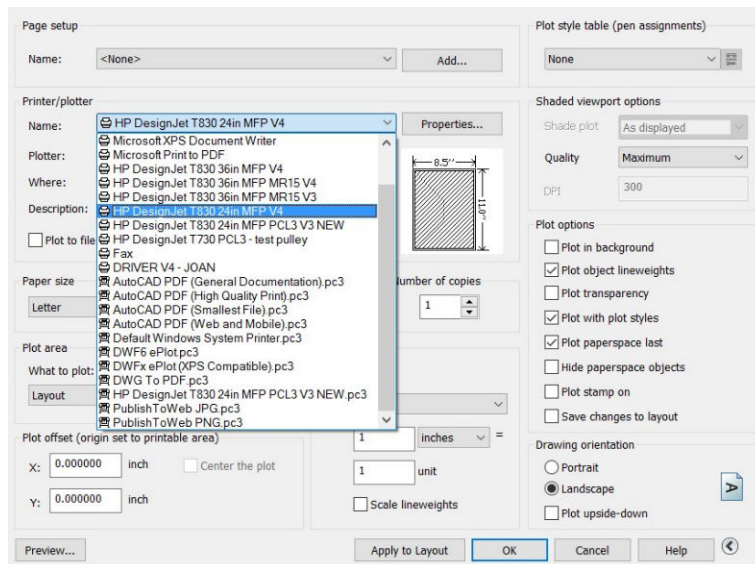 Page setup
Name: <None> Add...
Plot style table (pen assignments)
None
Printer/plotter
Name: HP DesignJet T830 24in MFP V4 Properties...
Plotter:
Where:
Description:
Plot to file
Microsoft XPS Document Writer
Microsoft Print to PDF
HP DesignJet T830 36in MFP V4
HP DesignJet T830 36in MFP MR15 V4
HP DesignJet T830 36in MFP MR15 V3
HP DesignJet T830 24in MFP V4
HP DesignJet T830 24in MFP PCL3 V3 NEW
HP DesignJet T730 PCL3 - test pulley
Fax
DRIVER V4 - JOAN
AutoCAD PDF (General Documentation).pc3
AutoCAD PDF (High Quality Print).pc3
AutoCAD PDF (Smallest File).pc3
AutoCAD PDF (Web and Mobile).pc3
Default Windows System Printer.pc3
DWF6 ePlot.pc3
DWFx ePlot (XPS Compatible).pc3
DWG To PDF.pc3
HP DesignJet T830 24in MFP PCL3 V3 NEW.pc3
PublishToWeb JPG.pc3
PublishToWeb PNG.pc3
8.5"
11.0"
Shaded viewport options
Shade plot As displayed
Quality Maximum
DPI 300
Paper size
Letter
Number of copies
1
Plot area
What to plot:
Layout
Plot options
Plot in background
Plot object lineweights
Plot transparency
Plot with plot styles
Plot paperspace last
Hide paperspace objects
Plot stamp on
Save changes to layout
Plot offset (origin set to printable area)
X: 0.000000 inch Center the plot
Y: 0.000000 inch
1 inches =
1 unit
Scale lineweights
Drawing orientation
Portrait
Landscape
Plot upside-down
A
Preview... Apply to Layout OK Cancel Help